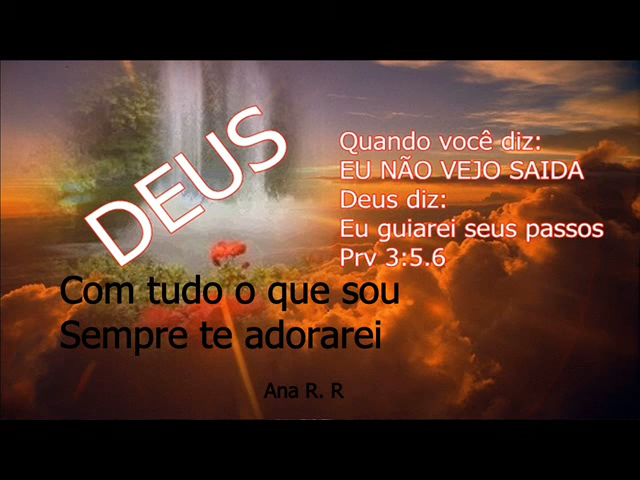 DEUS
Quando você diz:
EU NÃO VEJO SAIDA
Deus diz:
Eu guiarei seus passos
Prv 3:5.6
Com tudo o que sou
Sempre te adorarei
Ana R. R